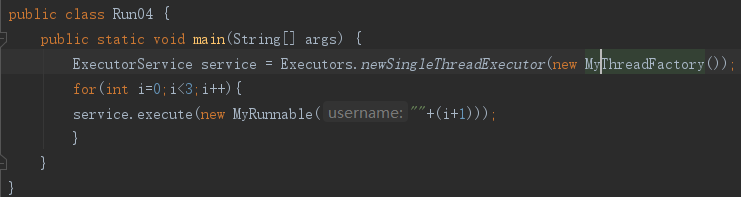 public class Run04 {
    public static void main(String[] args) {
        ExecutorService service = Executors.newSingleThreadExecutor(new MyThreadFactory());
        for(int i=0;i<3;i++){
        service.execute(new MyRunnable( username: ""+(i+1)));
        }
    }
}